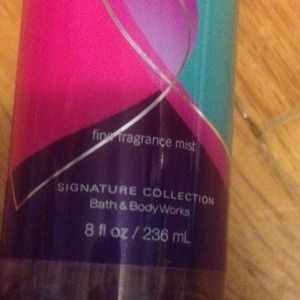 fine fragrance mist
SIGNATURE COLLECTION
Bath & Body Works
8 fl oz / 236 mL